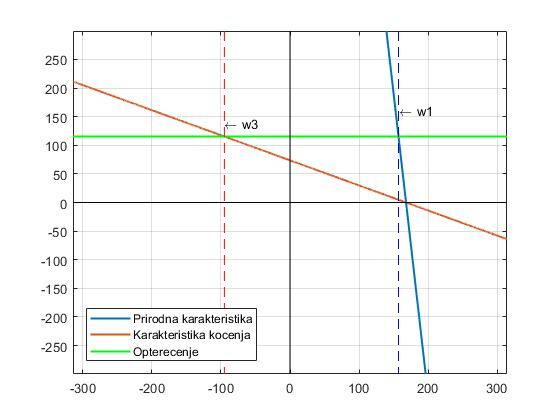 250
200
150
100
50
0
-50
-100
-150
-200
-250
← w3
← w1
Prirodna karakteristika
Karakteristika kocenja
Opterecenje
-300 -200 -100 0 100 200 300